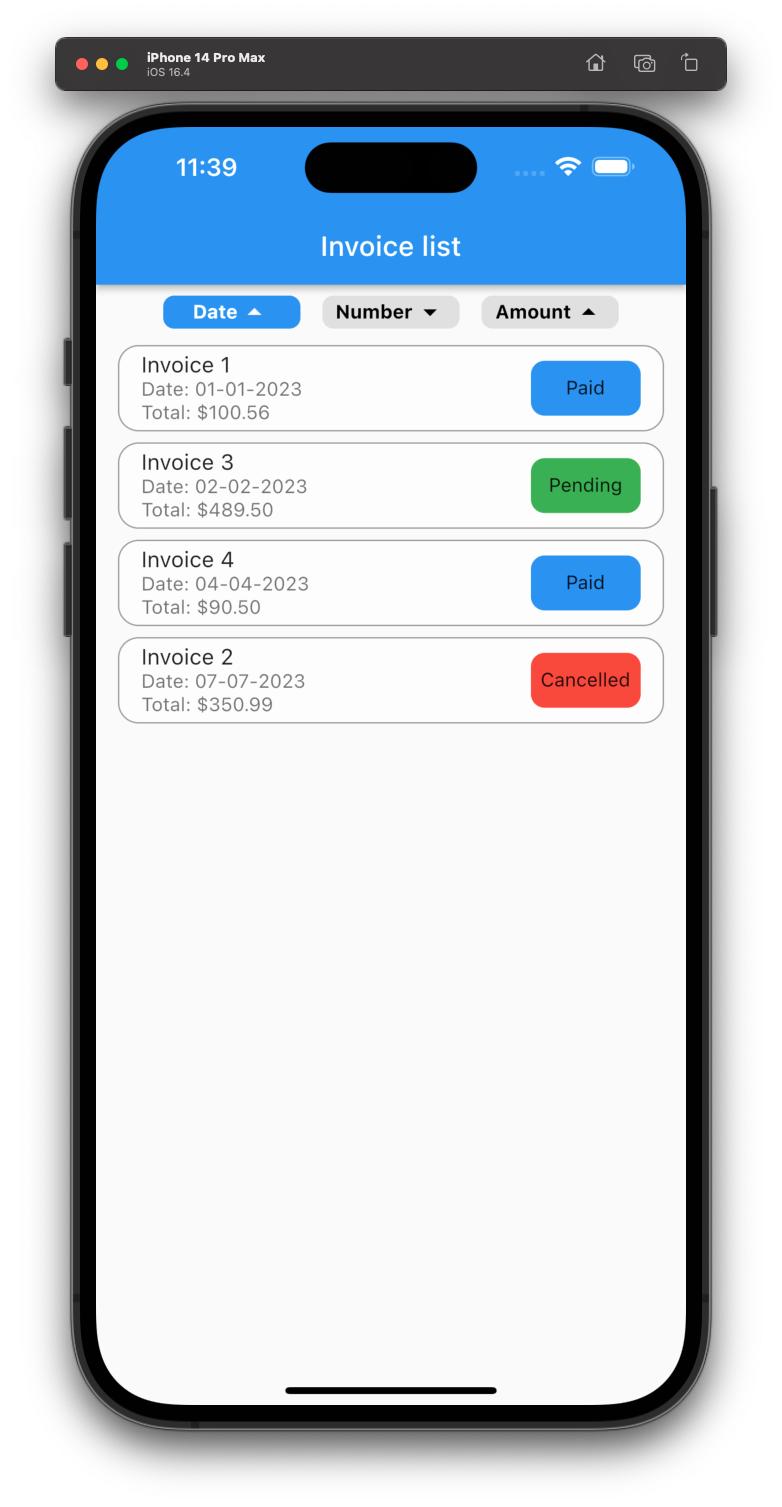 iPhone 14 Pro Max
iOS 16.4
11:39
Invoice list
Date Number Amount
Invoice 1
Date: 01-01-2023
Total: $100.56
Paid
Invoice 3
Date: 02-02-2023
Total: $489.50
Pending
Invoice 4
Date: 04-04-2023
Total: $90.50
Paid
Invoice 2
Date: 07-07-2023
Total: $350.99
Cancelled